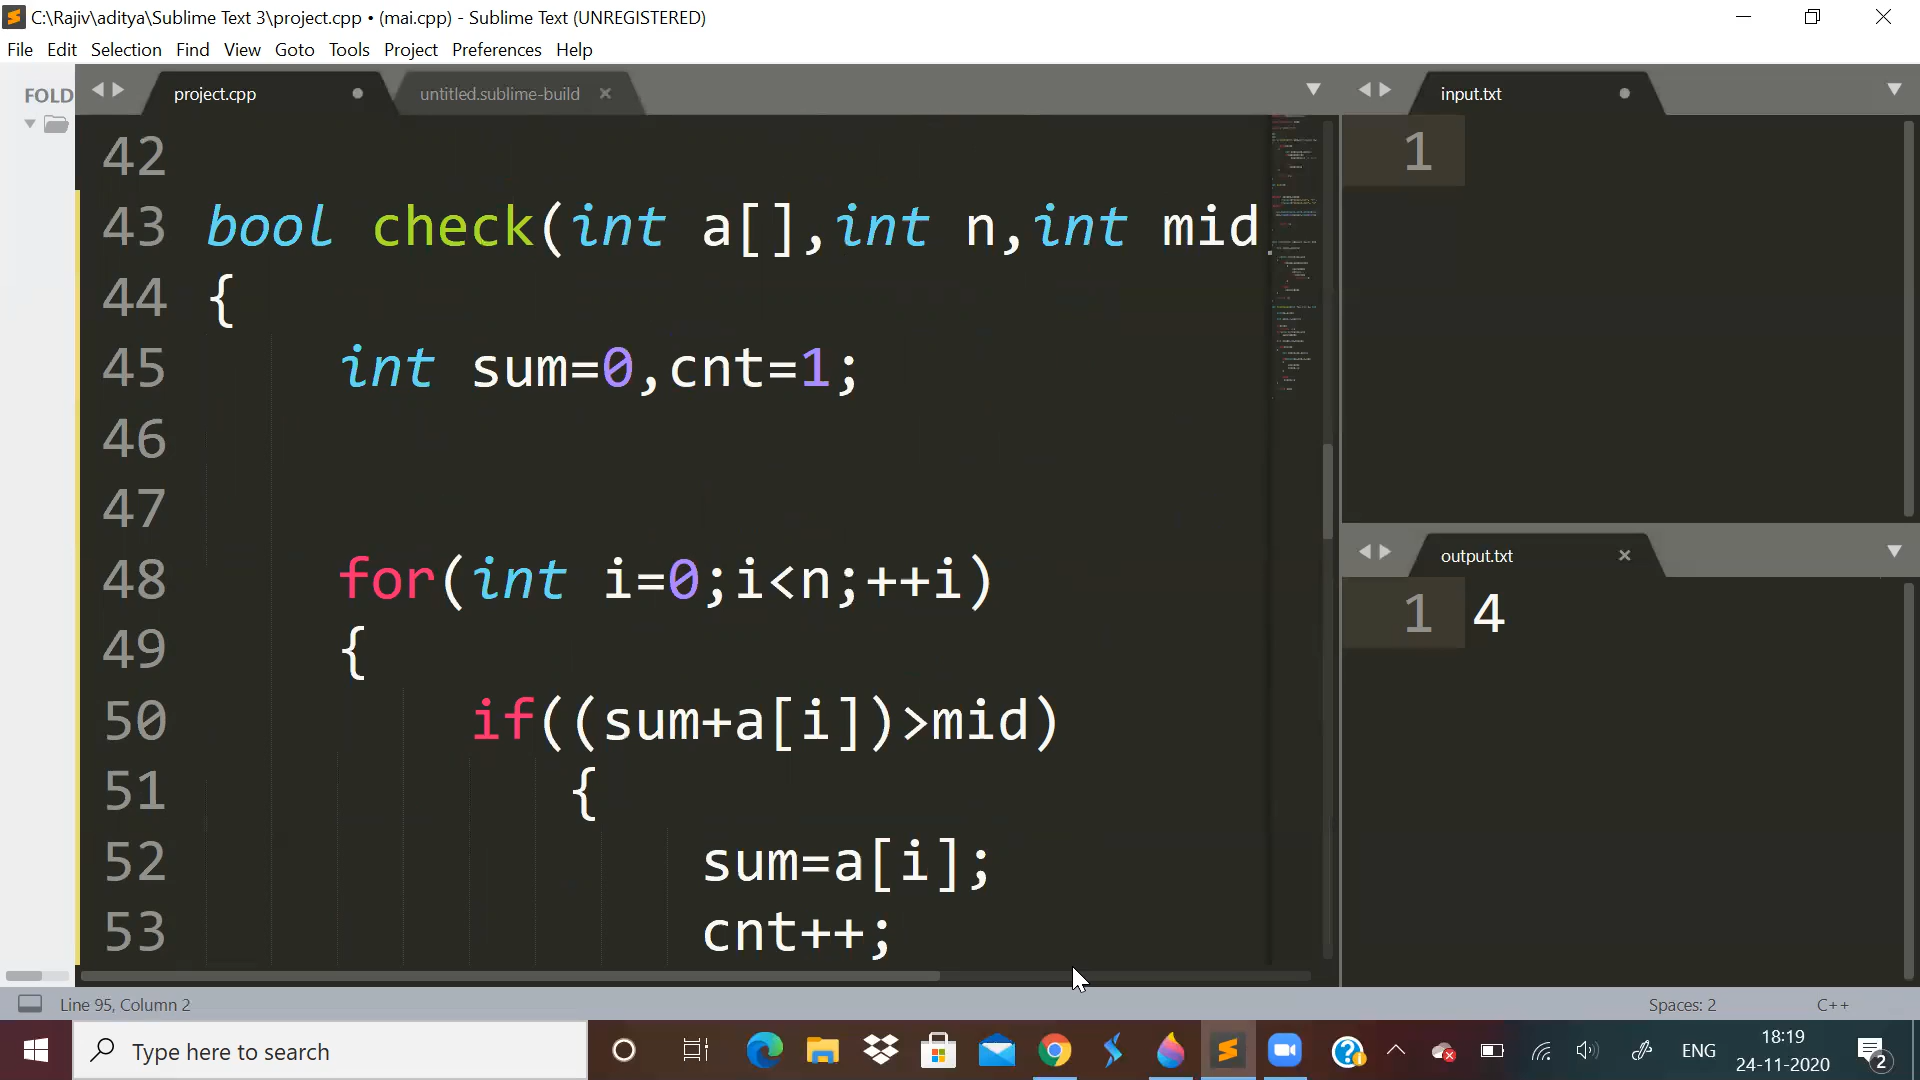 C:\Rajiv\aditya\Sublime Text 3\project.cpp • (mai.cpp) - Sublime Text (UNREGISTERED)
File Edit Selection Find View Goto Tools Project Preferences Help
FOLD
project.cpp
untitled.sublime-build
42
43 bool check(int a[],int n,int mid
44 {
45 int sum=0,cnt=1;
46
47
48 for(int i=0;i<n;++i)
49 {
50 if((sum+a[i])>mid)
51 {
52 sum=a[i];
53 cnt++;
input.txt
1
output.txt
1 4
Line 95, Column 2
Spaces: 2
C++
Type here to search
ENG
18:19
24-11-2020
2